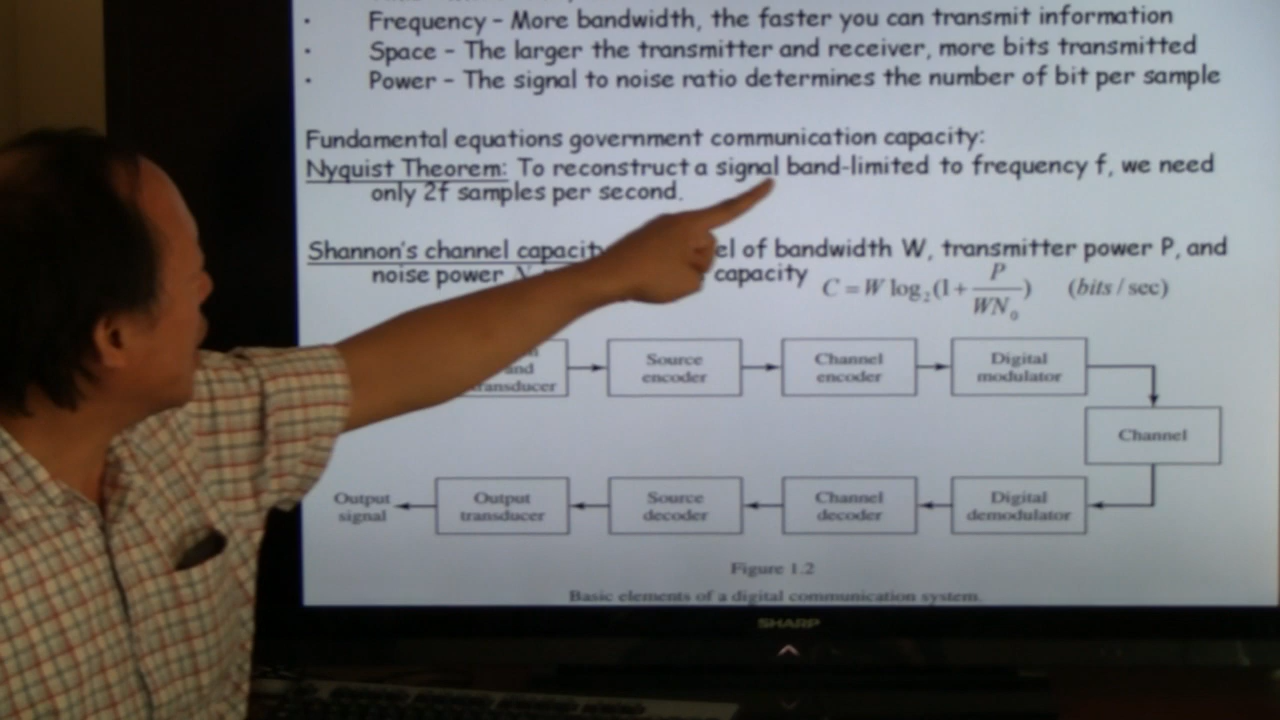 · Frequency – More bandwidth, the faster you can transmit information
· Space – The larger the transmitter and receiver, more bits transmitted
· Power – The signal to noise ratio determines the number of bit per sample
Fundamental equations government communication capacity:
Nyquist Theorem: To reconstruct a signal band-limited to frequency f, we need
only 2f samples per second.
Shannon's channel capacity of bandwidth W, transmitter power P, and
noise power N capacity C = W log₂(1 + P/WN₀) (bits / sec)
and
transducer
Source
encoder
Channel
encoder
Digital
modulator
Channel
Output
signal
Output
transducer
Source
decoder
Channel
decoder
Digital
demodulator
Figure 1.2
Basic elements of a digital communication system.
SHARP